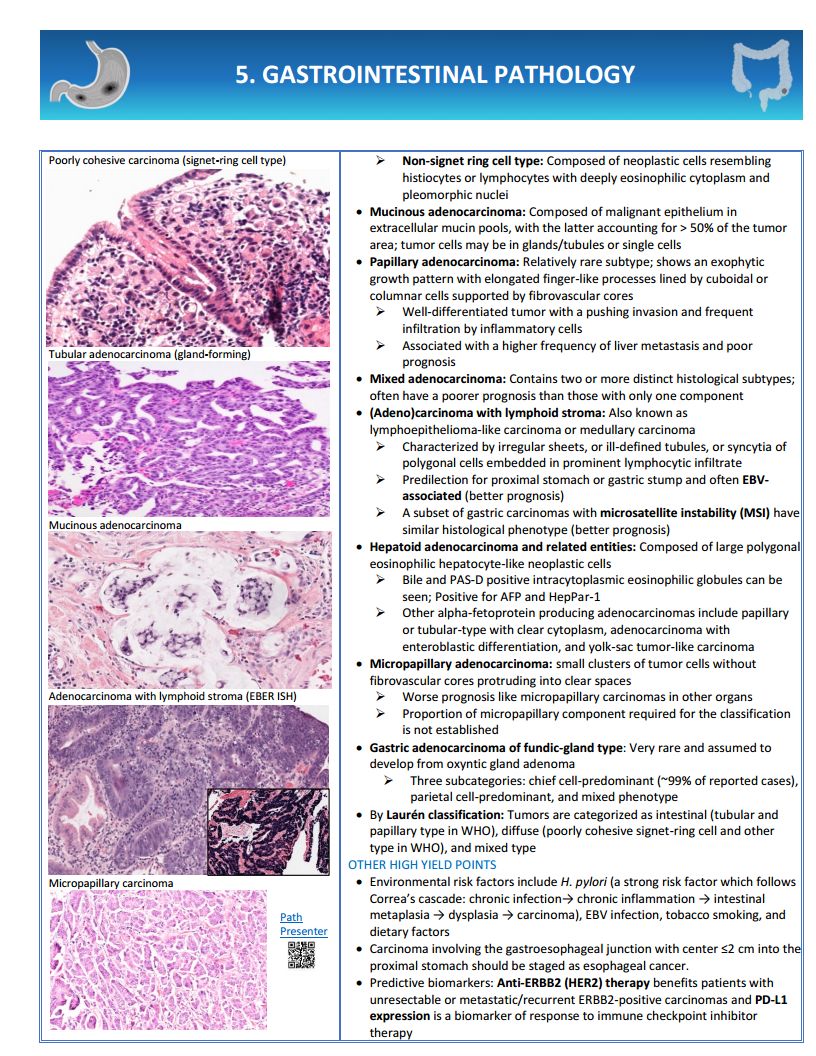 5. GASTROINTESTINAL PATHOLOGY
Poorly cohesive carcinoma (signet-ring cell type)
Tubular adenocarcinoma (gland-forming)
Mucinous adenocarcinoma
Adenocarcinoma with lymphoid stroma (EBER ISH)
Micropapillary carcinoma
Path
Presenter
➢ Non-signet ring cell type: Composed of neoplastic cells resembling
histiocytes or lymphocytes with deeply eosinophilic cytoplasm and
pleomorphic nuclei
• Mucinous adenocarcinoma: Composed of malignant epithelium in
extracellular mucin pools, with the latter accounting for > 50% of the tumor
area; tumor cells may be in glands/tubules or single cells
• Papillary adenocarcinoma: Relatively rare subtype; shows an exophytic
growth pattern with elongated finger-like processes lined by cuboidal or
columnar cells supported by fibrovascular cores
➢ Well-differentiated tumor with a pushing invasion and frequent
infiltration by inflammatory cells
➢ Associated with a higher frequency of liver metastasis and poor
prognosis
• Mixed adenocarcinoma: Contains two or more distinct histological subtypes;
often have a poorer prognosis than those with only one component
• (Adeno)carcinoma with lymphoid stroma: Also known as
lymphoepithelioma-like carcinoma or medullary carcinoma
➢ Characterized by irregular sheets, or ill-defined tubules, or syncytia of
polygonal cells embedded in prominent lymphocytic infiltrate
➢ Predilection for proximal stomach or gastric stump and often EBV-
associated (better prognosis)
➢ A subset of gastric carcinomas with microsatellite instability (MSI) have
similar histological phenotype (better prognosis)
• Hepatoid adenocarcinoma and related entities: Composed of large polygonal
eosinophilic hepatocyte-like neoplastic cells
➢ Bile and PAS-D positive intracytoplasmic eosinophilic globules can be
seen; Positive for AFP and HepPar-1
➢ Other alpha-fetoprotein producing adenocarcinomas include papillary
or tubular-type with clear cytoplasm, adenocarcinoma with
enteroblastic differentiation, and yolk-sac tumor-like carcinoma
• Micropapillary adenocarcinoma: small clusters of tumor cells without
fibrovascular cores protruding into clear spaces
➢ Worse prognosis like micropapillary carcinomas in other organs
➢ Proportion of micropapillary component required for the classification
is not established
• Gastric adenocarcinoma of fundic-gland type: Very rare and assumed to
develop from oxyntic gland adenoma
➢ Three subcategories: chief cell-predominant (~99% of reported cases),
parietal cell-predominant, and mixed phenotype
• By Laurén classification: Tumors are categorized as intestinal (tubular and
papillary type in WHO), diffuse (poorly cohesive signet-ring cell and other
type in WHO), and mixed type
OTHER HIGH YIELD POINTS
• Environmental risk factors include H. pylori (a strong risk factor which follows
Correa’s cascade: chronic infection→ chronic inflammation → intestinal
metaplasia → dysplasia → carcinoma), EBV infection, tobacco smoking, and
dietary factors
• Carcinoma involving the gastroesophageal junction with center ≤2 cm into the
proximal stomach should be staged as esophageal cancer.
• Predictive biomarkers: Anti-ERBB2 (HER2) therapy benefits patients with
unresectable or metastatic/recurrent ERBB2-positive carcinomas and PD-L1
expression is a biomarker of response to immune checkpoint inhibitor
therapy